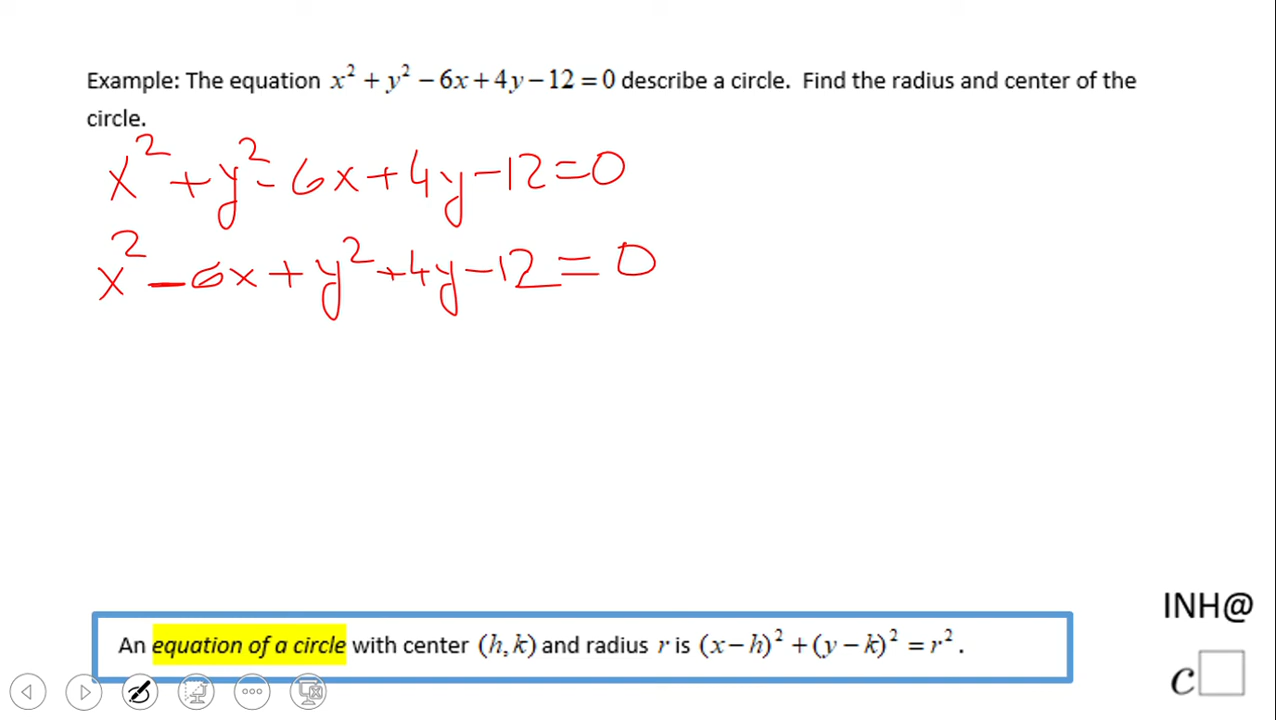 Example: The equation x² + y² − 6x + 4y − 12 = 0 describe a circle. Find the radius and center of the
circle.
x² + y² - 6x + 4y - 12 = 0
x² - 6x + y² + 4y - 12 = 0
An equation of a circle with center (h, k) and radius r is (x − h)² + (y − k)² = r².
INH@
c